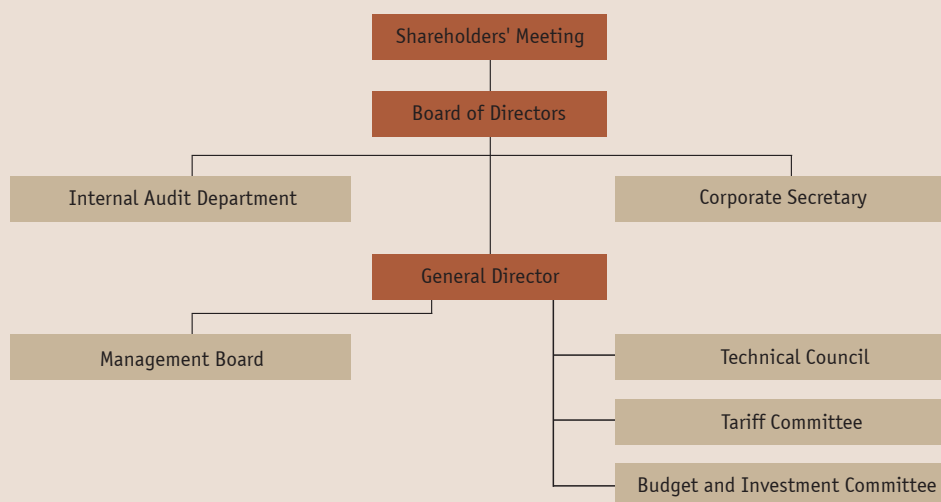 Shareholders' Meeting
Board of Directors
Internal Audit Department
Corporate Secretary
General Director
Management Board
Technical Council
Tariff Committee
Budget and Investment Committee